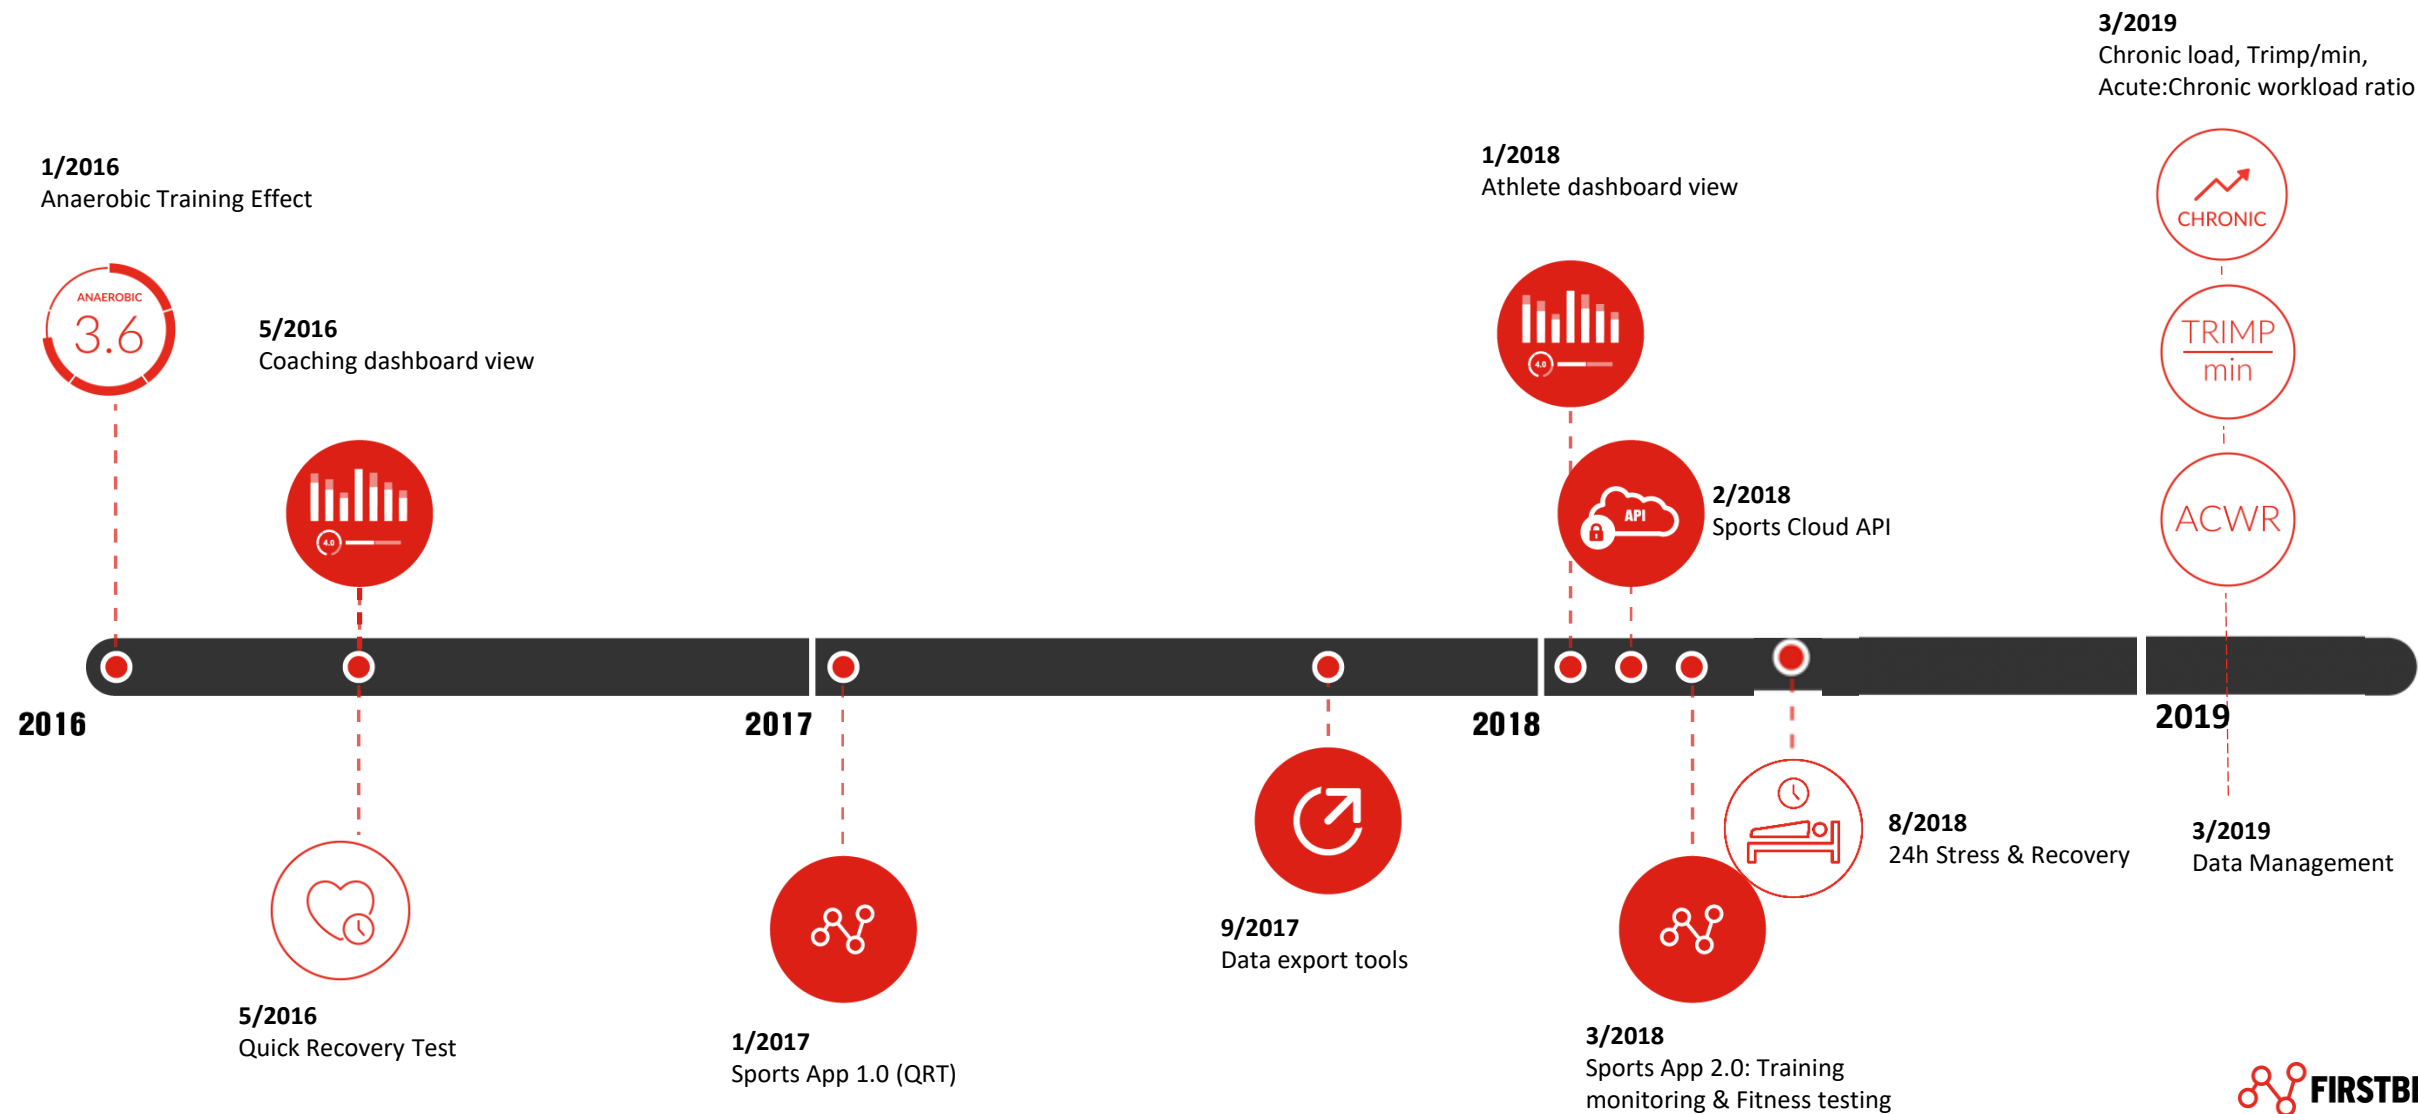 3/2019
Chronic load, Trimp/min,
Acute:Chronic workload ratio
1/2016
Anaerobic Training Effect
1/2018
Athlete dashboard view
CHRONIC
ANAEROBIC
3.6
5/2016
Coaching dashboard view
TRIMP
min
4.0
2/2018
Sports Cloud API
API
ACWR
4.0
2016
2017
2018
2019
8/2018
24h Stress & Recovery
3/2019
Data Management
9/2017
Data export tools
5/2016
Quick Recovery Test
1/2017
Sports App 1.0 (QRT)
3/2018
Sports App 2.0: Training
monitoring & Fitness testing